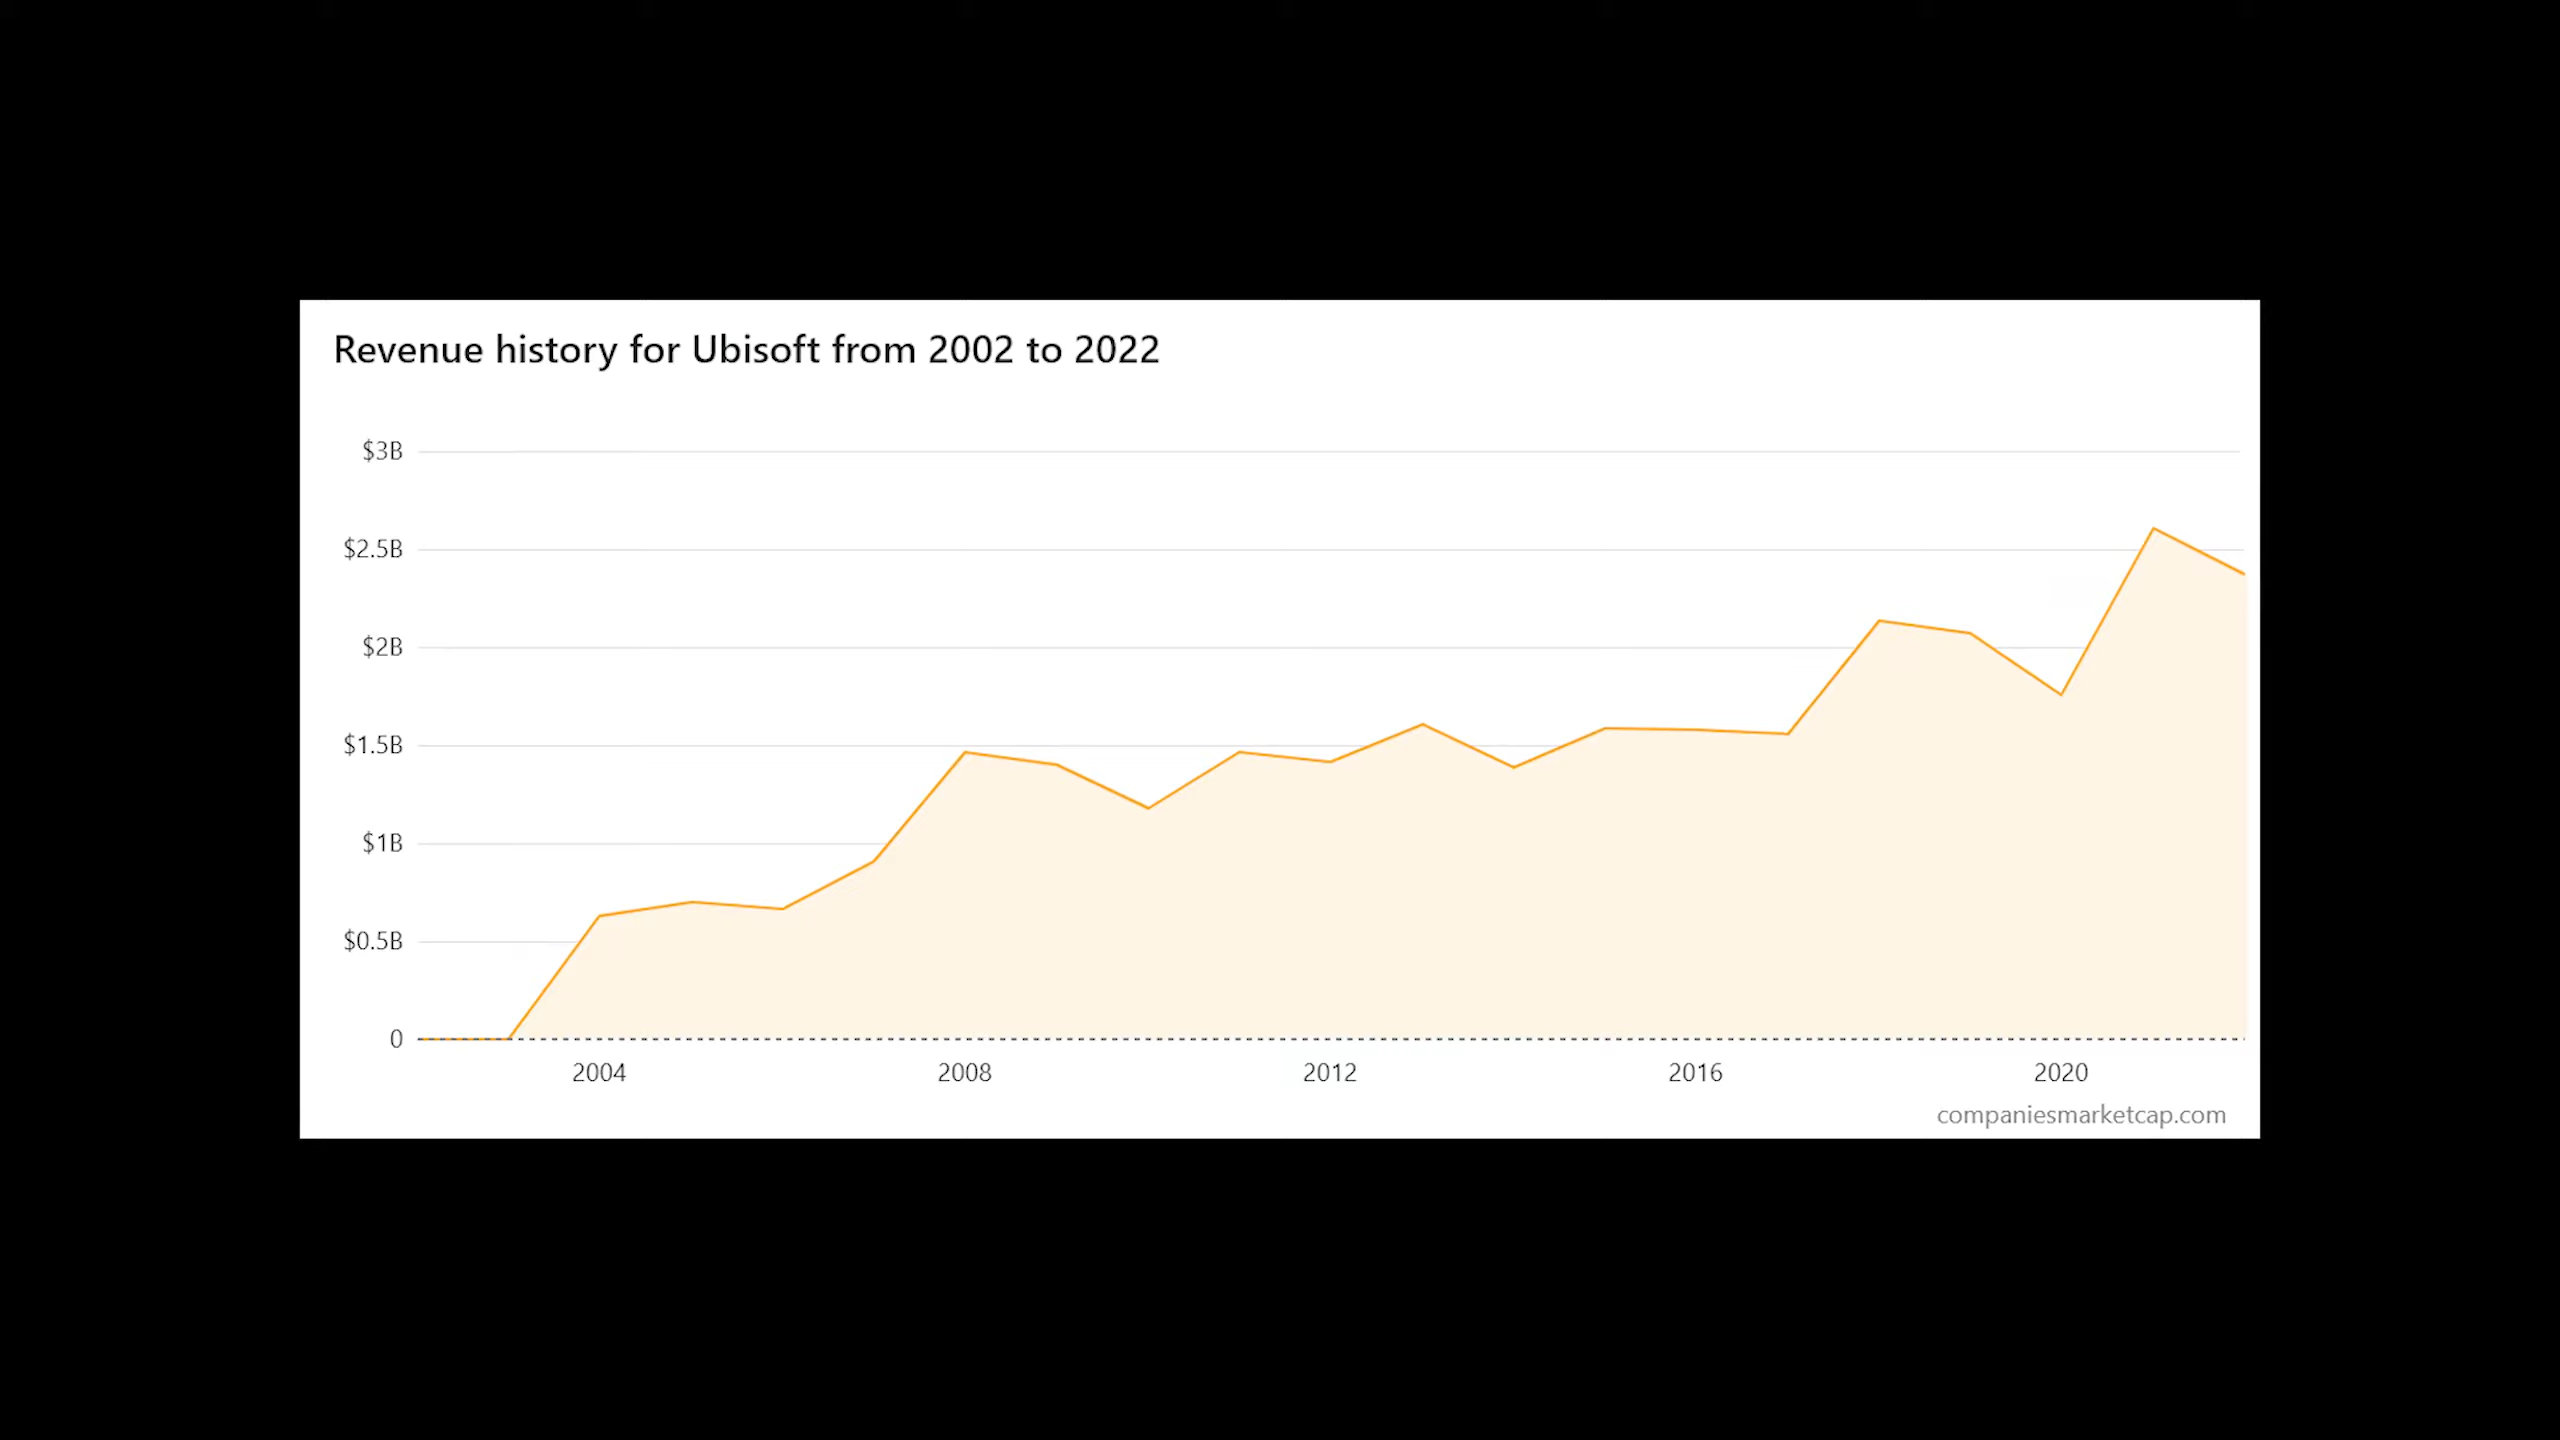 Revenue history for Ubisoft from 2002 to 2022
$3B
$2.5B
$2B
$1.5B
$1B
$0.5B
0
2004 2008 2012 2016 2020
companiesmarketcap.com